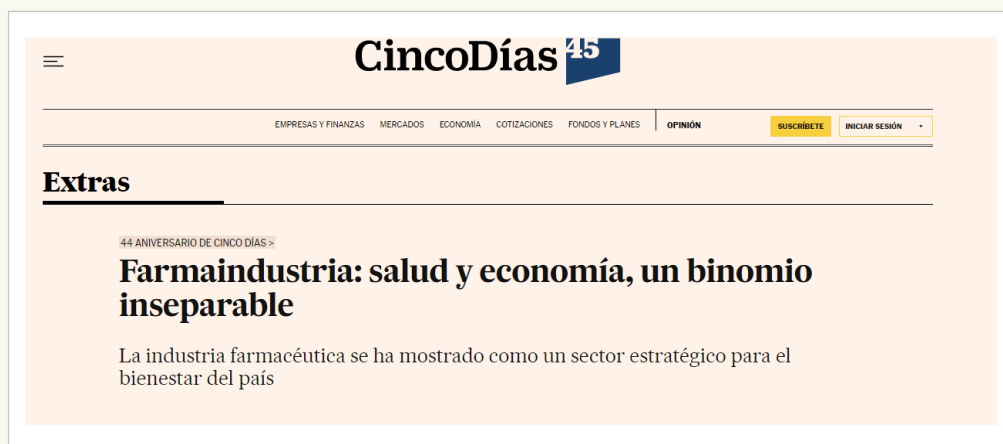 CincoDías 45
EMPRESAS Y FINANZAS MERCADOS ECONOMÍA COTIZACIONES FONDOS Y PLANES OPINIÓN SUSCRÍBETE INICIAR SESIÓN
Extras
44 ANIVERSARIO DE CINCO DÍAS >
Farmaindustria: salud y economía, un binomio
inseparable
La industria farmacéutica se ha mostrado como un sector estratégico para el
bienestar del país